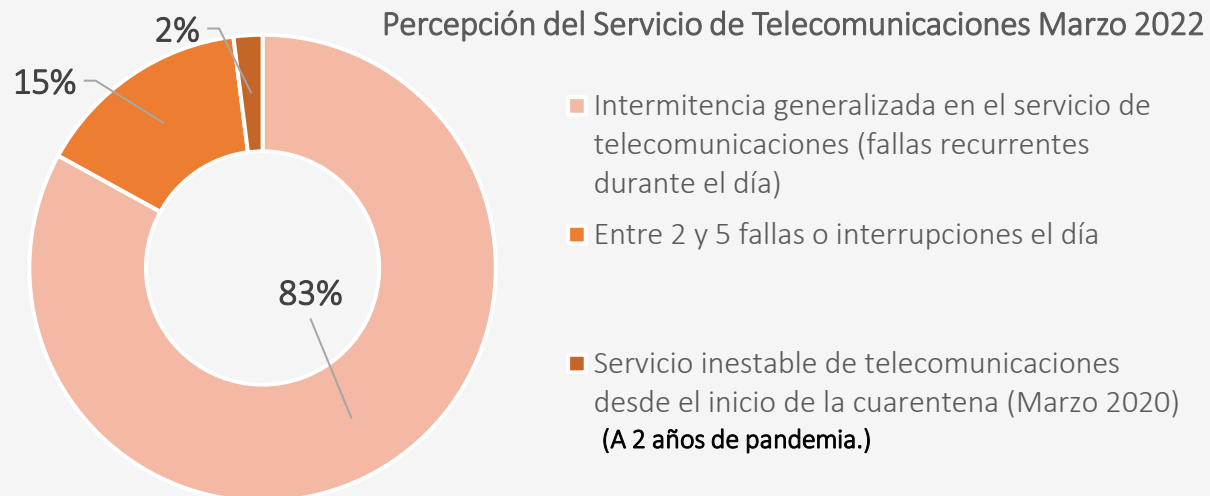 Percepción del Servicio de Telecomunicaciones Marzo 2022
2%
15%
83%
Intermitencia generalizada en el servicio de
telecomunicaciones (fallas recurrentes
durante el día)
Entre 2 y 5 fallas o interrupciones el día
Servicio inestable de telecomunicaciones
desde el inicio de la cuarentena (Marzo 2020)
(A 2 años de pandemia.)